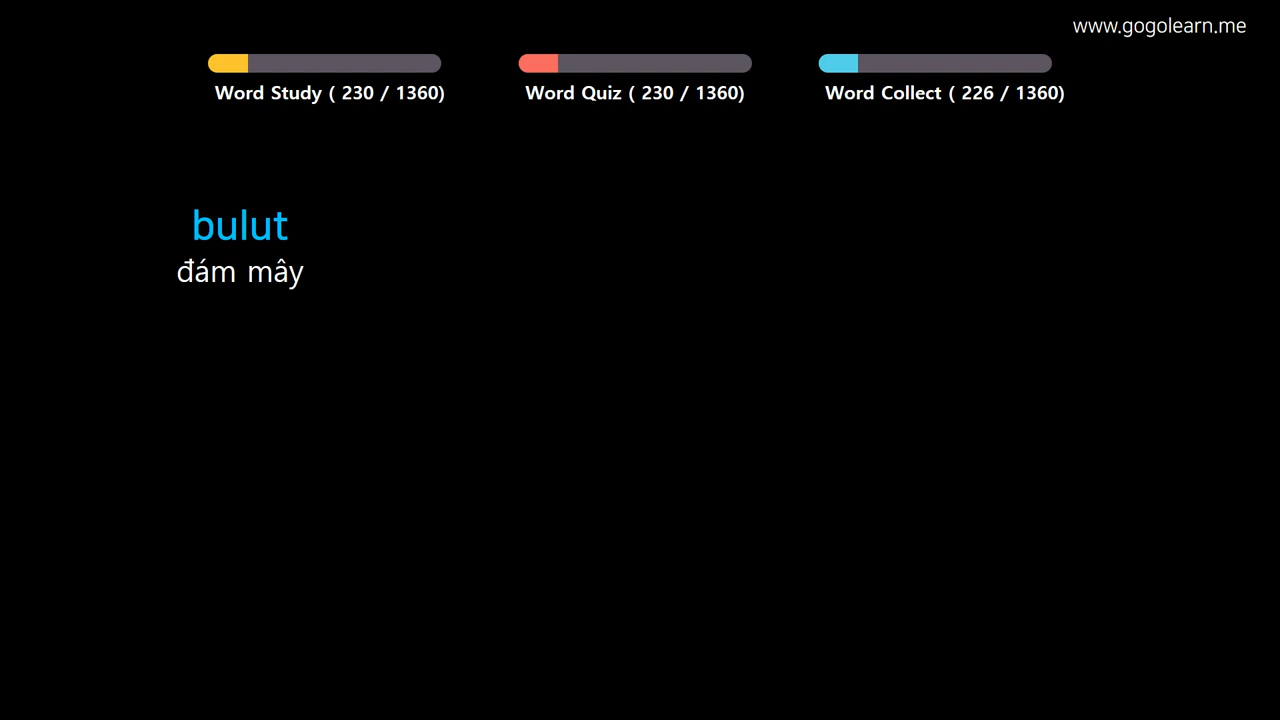 www.gogolearn.me
Word Study ( 230 / 1360)
Word Quiz ( 230 / 1360)
Word Collect ( 226 / 1360)
bulut
đám mây